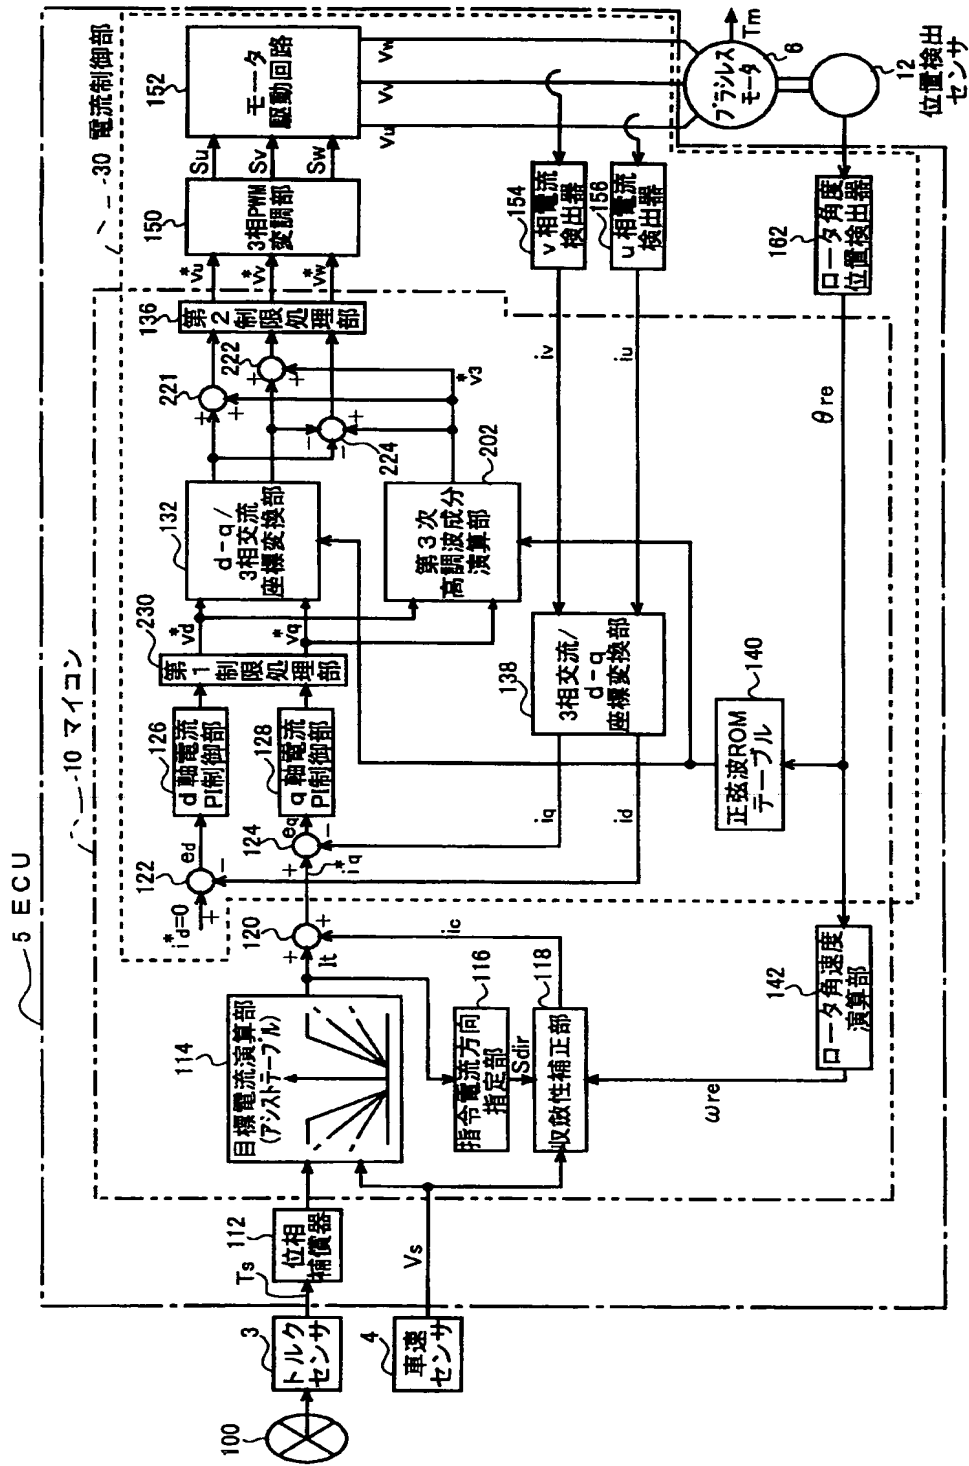 5 ECU
10 マイコン
30 電流制御部
100
3
トルク
センサ
4
車速
センサ
Ts
Vs
112
位相
補償器
114
目標電流演算部
(アシストテーブル)
It
116
指令電流方向
指定部
Sdir
118
収斂性補正部
ic
ωre
120
i*q
i*d=0
122
ed
124
eq
126
d軸電流
PI制御部
128
q軸電流
PI制御部
230
第1制限処理部
v*d
v*q
132
d-q/
3相交流
座標変換部
202
第3次
高調波成分
演算部
v*3
221
222
224
136
第2制限処理部
v*u
v*v
v*w
150
3相PWM
変調部
Su
Sv
Sw
152
モータ
駆動回路
Vu
Vv
Vw
154
v相電流
検出器
156
u相電流
検出器
iv
iu
138
3相交流/
d-q
座標変換部
iq
id
140
正弦波ROM
テーブル
142
ロータ角速度
演算部
θre
162
ロータ角度
位置検出器
Tm
6
ブラシレス
モータ
12
位置検出
センサ